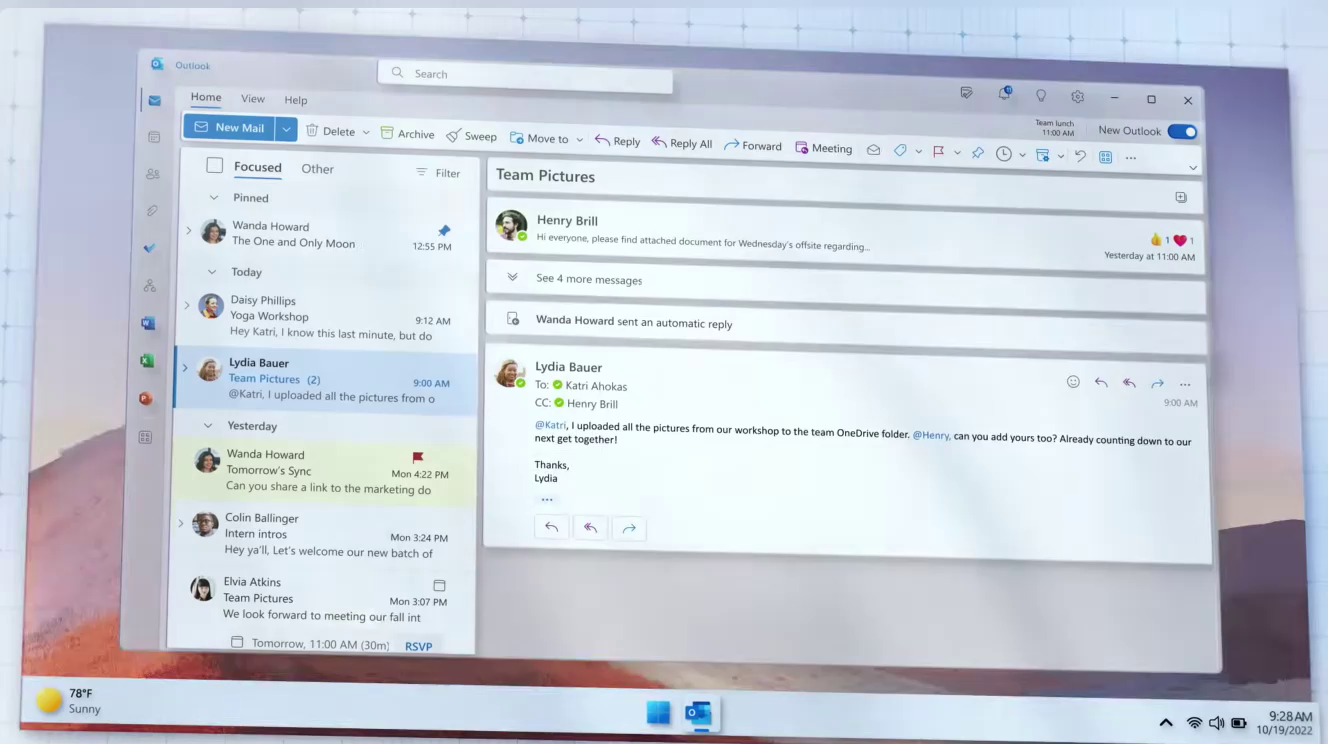 Outlook
Search
Home View Help
New Mail Delete Archive Sweep Move to Reply Reply All Forward Meeting
Team lunch
11:00 AM
New Outlook
Focused Other Filter
Pinned
Wanda Howard
The One and Only Moon 12:55 PM
Today
Daisy Phillips
Yoga Workshop 9:12 AM
Hey Katri, I know this last minute, but do
Lydia Bauer
Team Pictures (2) 9:00 AM
@Katri, I uploaded all the pictures from o
Yesterday
Wanda Howard
Tomorrow's Sync Mon 4:22 PM
Can you share a link to the marketing do
Colin Ballinger
Intern intros Mon 3:24 PM
Hey ya'll, Let's welcome our new batch of
Elvia Atkins
Team Pictures Mon 3:07 PM
We look forward to meeting our fall int
Tomorrow, 11:00 AM (30m) RSVP
Team Pictures
Henry Brill
Hi everyone, please find attached document for Wednesday's offsite regarding...
1 1
Yesterday at 11:00 AM
See 4 more messages
Wanda Howard sent an automatic reply
Lydia Bauer
To: Katri Ahokas
CC: Henry Brill
9:00 AM
@Katri, I uploaded all the pictures from our workshop to the team OneDrive folder. @Henry, can you add yours too? Already counting down to our
next get together!
Thanks,
Lydia
78°F
Sunny
9:28 AM
10/19/2022